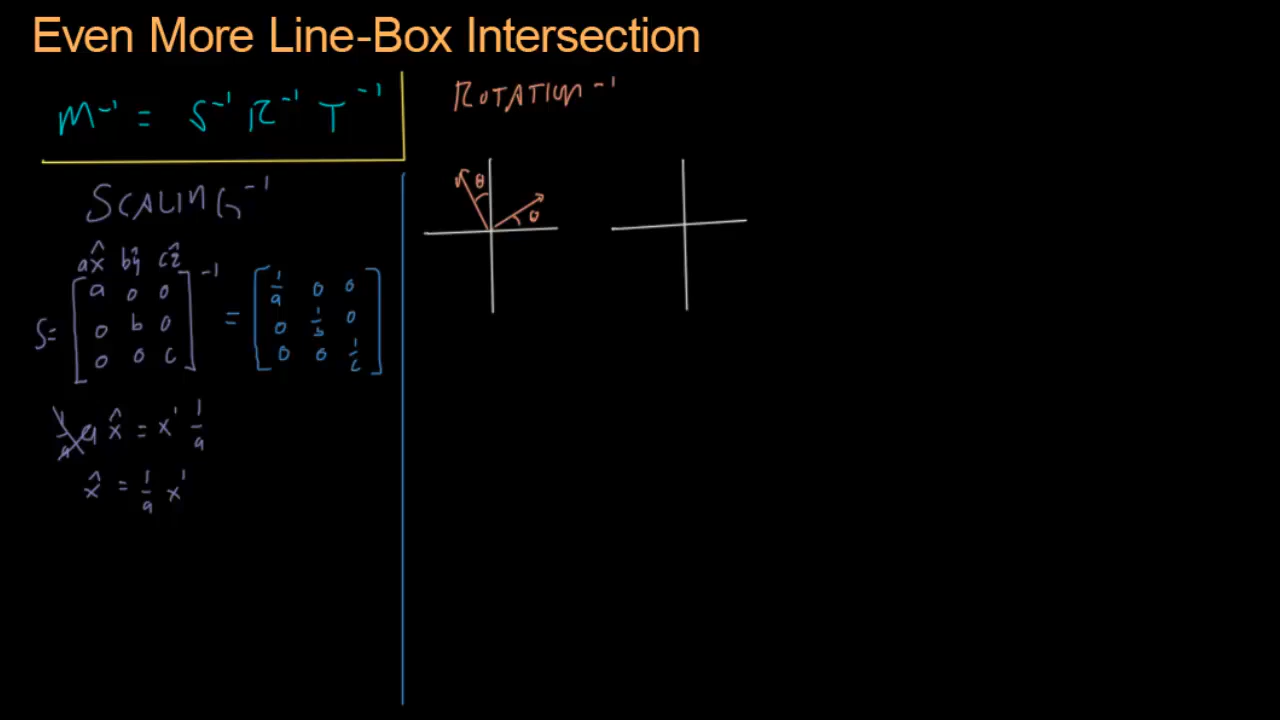 Even More Line-Box Intersection
M⁻¹ = S⁻¹ R⁻¹ T⁻¹
SCALING⁻¹
ax̂ bŷ cẑ
S = [a 0 0; 0 b 0; 0 0 c]⁻¹ = [1/a 0 0; 0 1/b 0; 0 0 1/c]
1/a a x̂ = x' 1/a
x̂ = 1/a x'
ROTATION⁻¹
θ θ